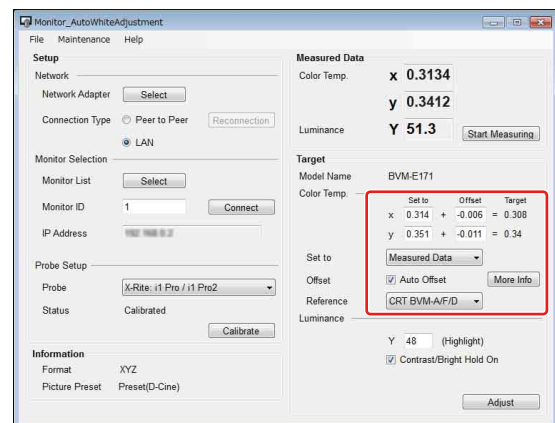 Monitor_AutoWhiteAdjustment
File Maintenance Help
Setup
Network
Network Adapter Select
Connection Type Peer to Peer Reconnection
LAN
Monitor Selection
Monitor List Select
Monitor ID 1 Connect
IP Address
Probe Setup
Probe X-Rite: i1 Pro / i1 Pro2
Status Calibrated
Calibrate
Information
Format XYZ
Picture Preset Preset(D-Cine)
Measured Data
Color Temp. x 0.3134
y 0.3412
Luminance Y 51.3 Start Measuring
Target
Model Name BVM-E171
Color Temp.
Set to Offset Target
x 0.314 + -0.006 = 0.308
y 0.351 + -0.011 = 0.34
Set to Measured Data
Offset Auto Offset More Info
Reference CRT BVM-A/F/D
Luminance
Y 48 (Highlight)
Contrast/Bright Hold On
Adjust